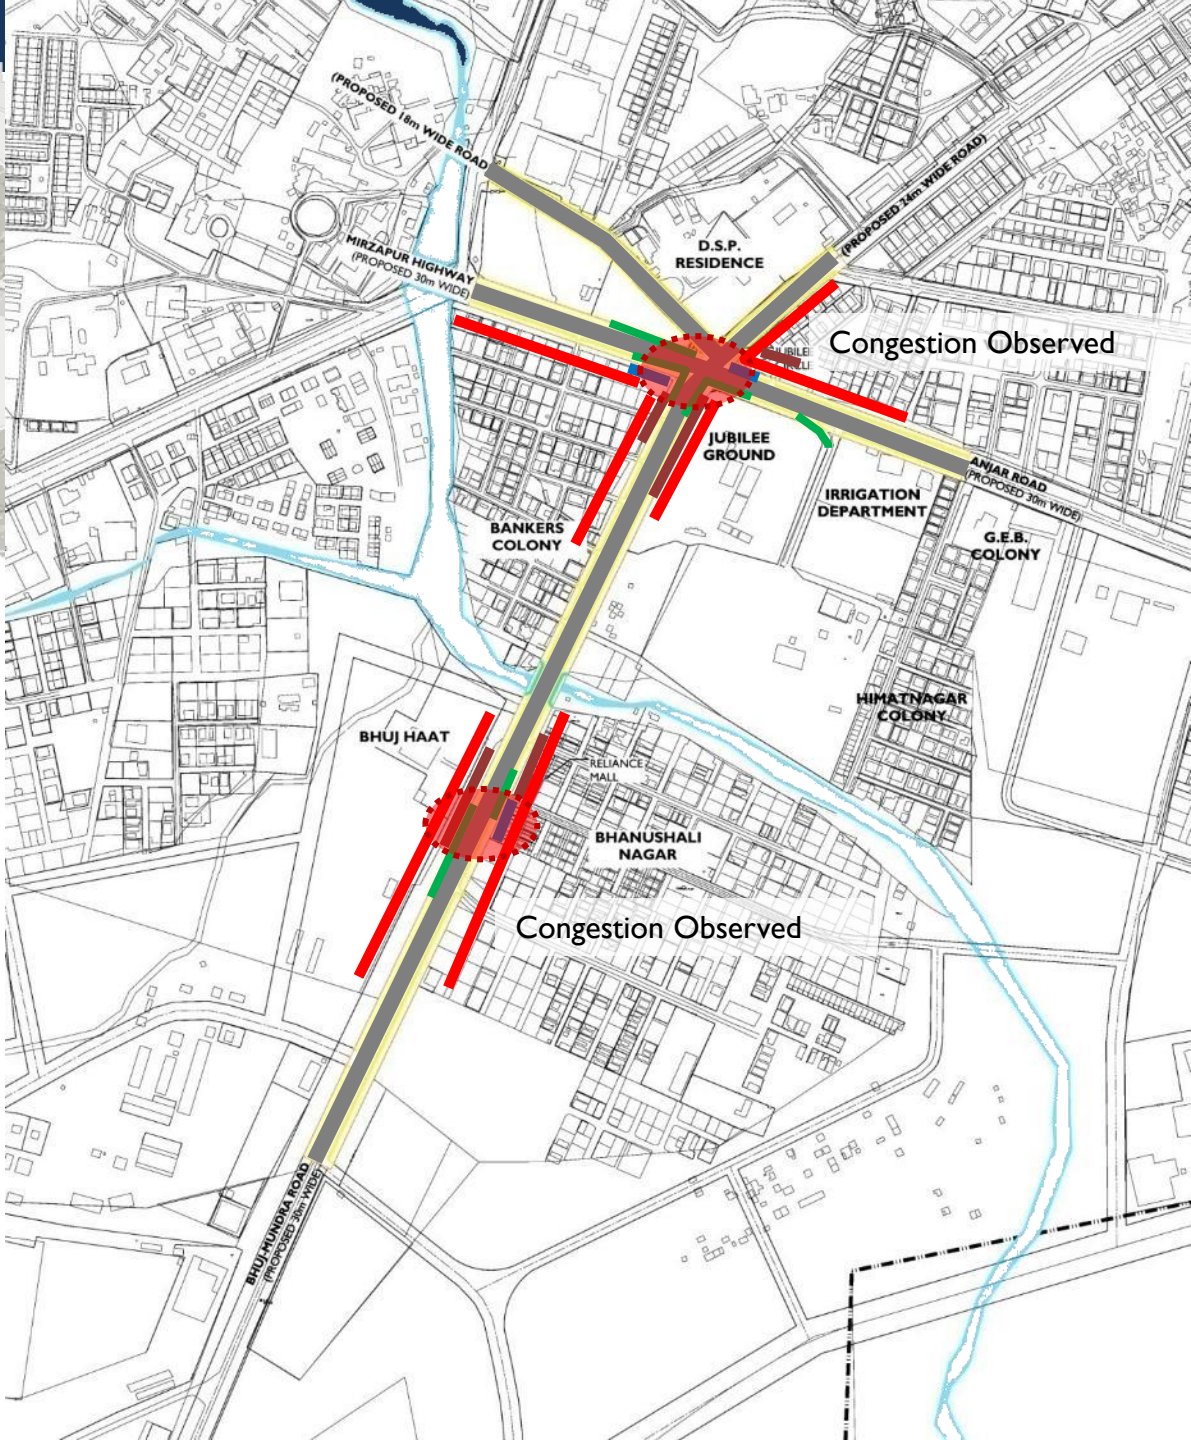 (PROPOSED 18m WIDE ROAD
(PROPOSED 24m WIDE ROAD)
MIRZAPUR HIGHWAY
(PROPOSED 30m WIDE)
D.S.P.
RESIDENCE
Congestion Observed
JUBILEE
GROUND
ANJAR ROAD
(PROPOSED 30m WIDE)
IRRIGATION
DEPARTMENT
BANKERS
COLONY
G.E.B.
COLONY
HIMATNAGAR
COLONY
BHUJ HAAT
RELIANCE
MALL
BHANUSHALI
NAGAR
Congestion Observed
BHUJ-MUNDRA ROAD
(PROPOSED 30m WIDE)